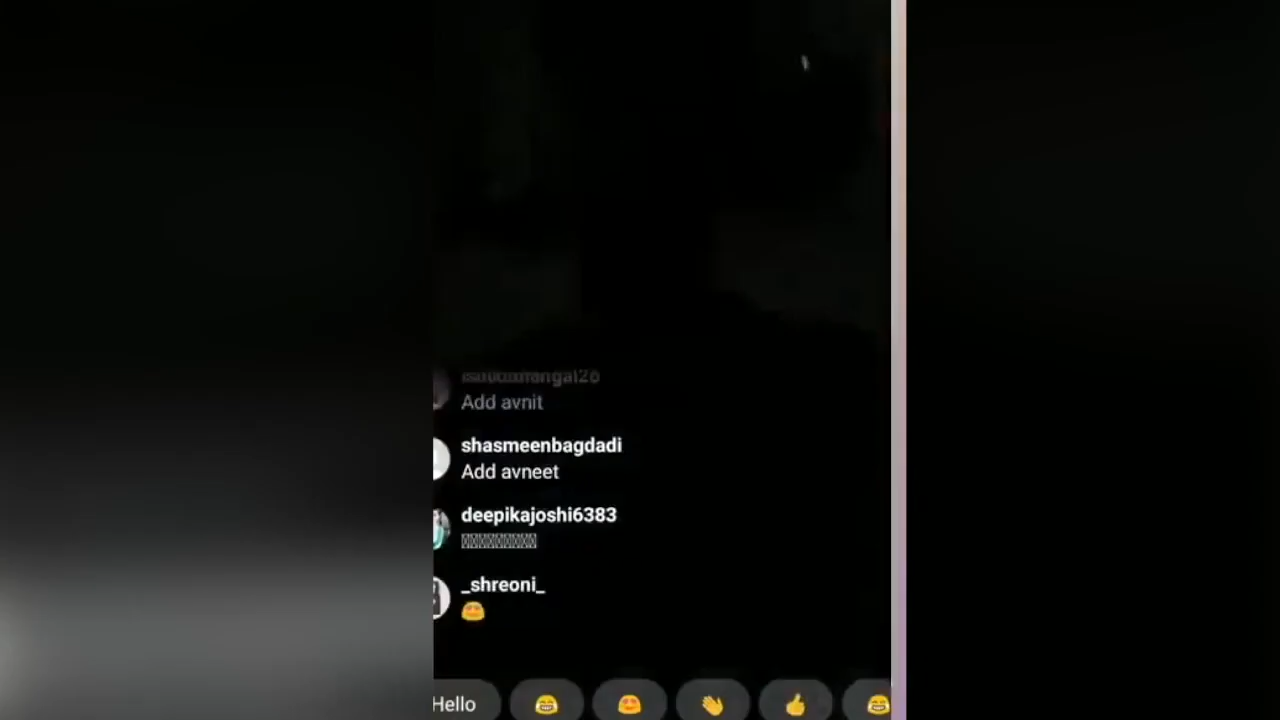 Add avnit
shasmeenbagdadi
Add avneet
deepikajoshi6383
_shreoni_
😍
Hello 😂 😍 👋 👍 😂